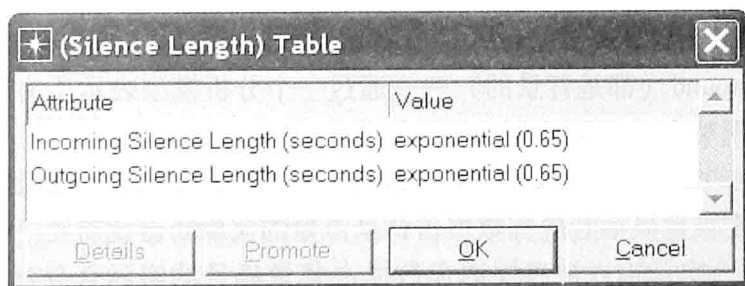 (Silence Length) Table
Attribute Value
Incoming Silence Length (seconds) exponential (0.65)
Outgoing Silence Length (seconds) exponential (0.65)
Details Promote OK Cancel